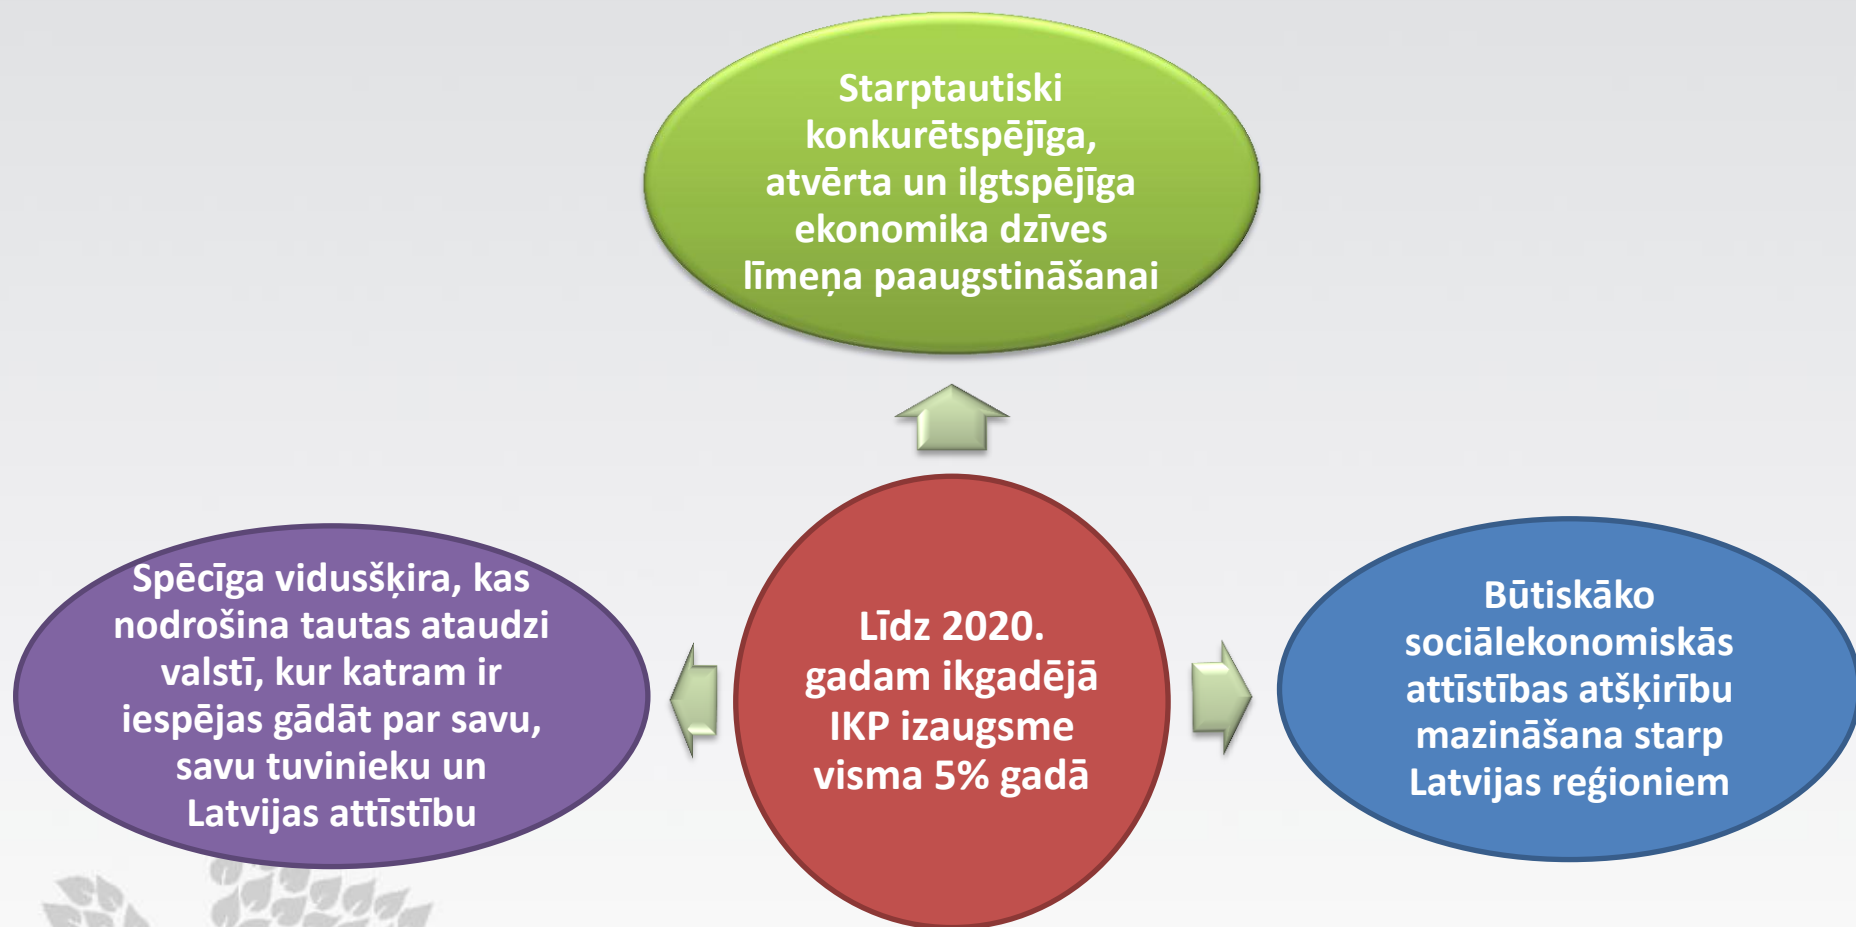 Starptautiski
konkurētspējīga,
atvērta un ilgtspējīga
ekonomika dzīves
līmeņa paaugstināšanai
Spēcīga vidusšķira, kas
nodrošina tautas ataudzi
valstī, kur katram ir
iespējas gādāt par savu,
savu tuvinieku un
Latvijas attīstību
Līdz 2020.
gadam ikgadējā
IKP izaugsme
visma 5% gadā
Būtiskāko
sociālekonomiskās
attīstības atšķirību
mazināšana starp
Latvijas reģioniem